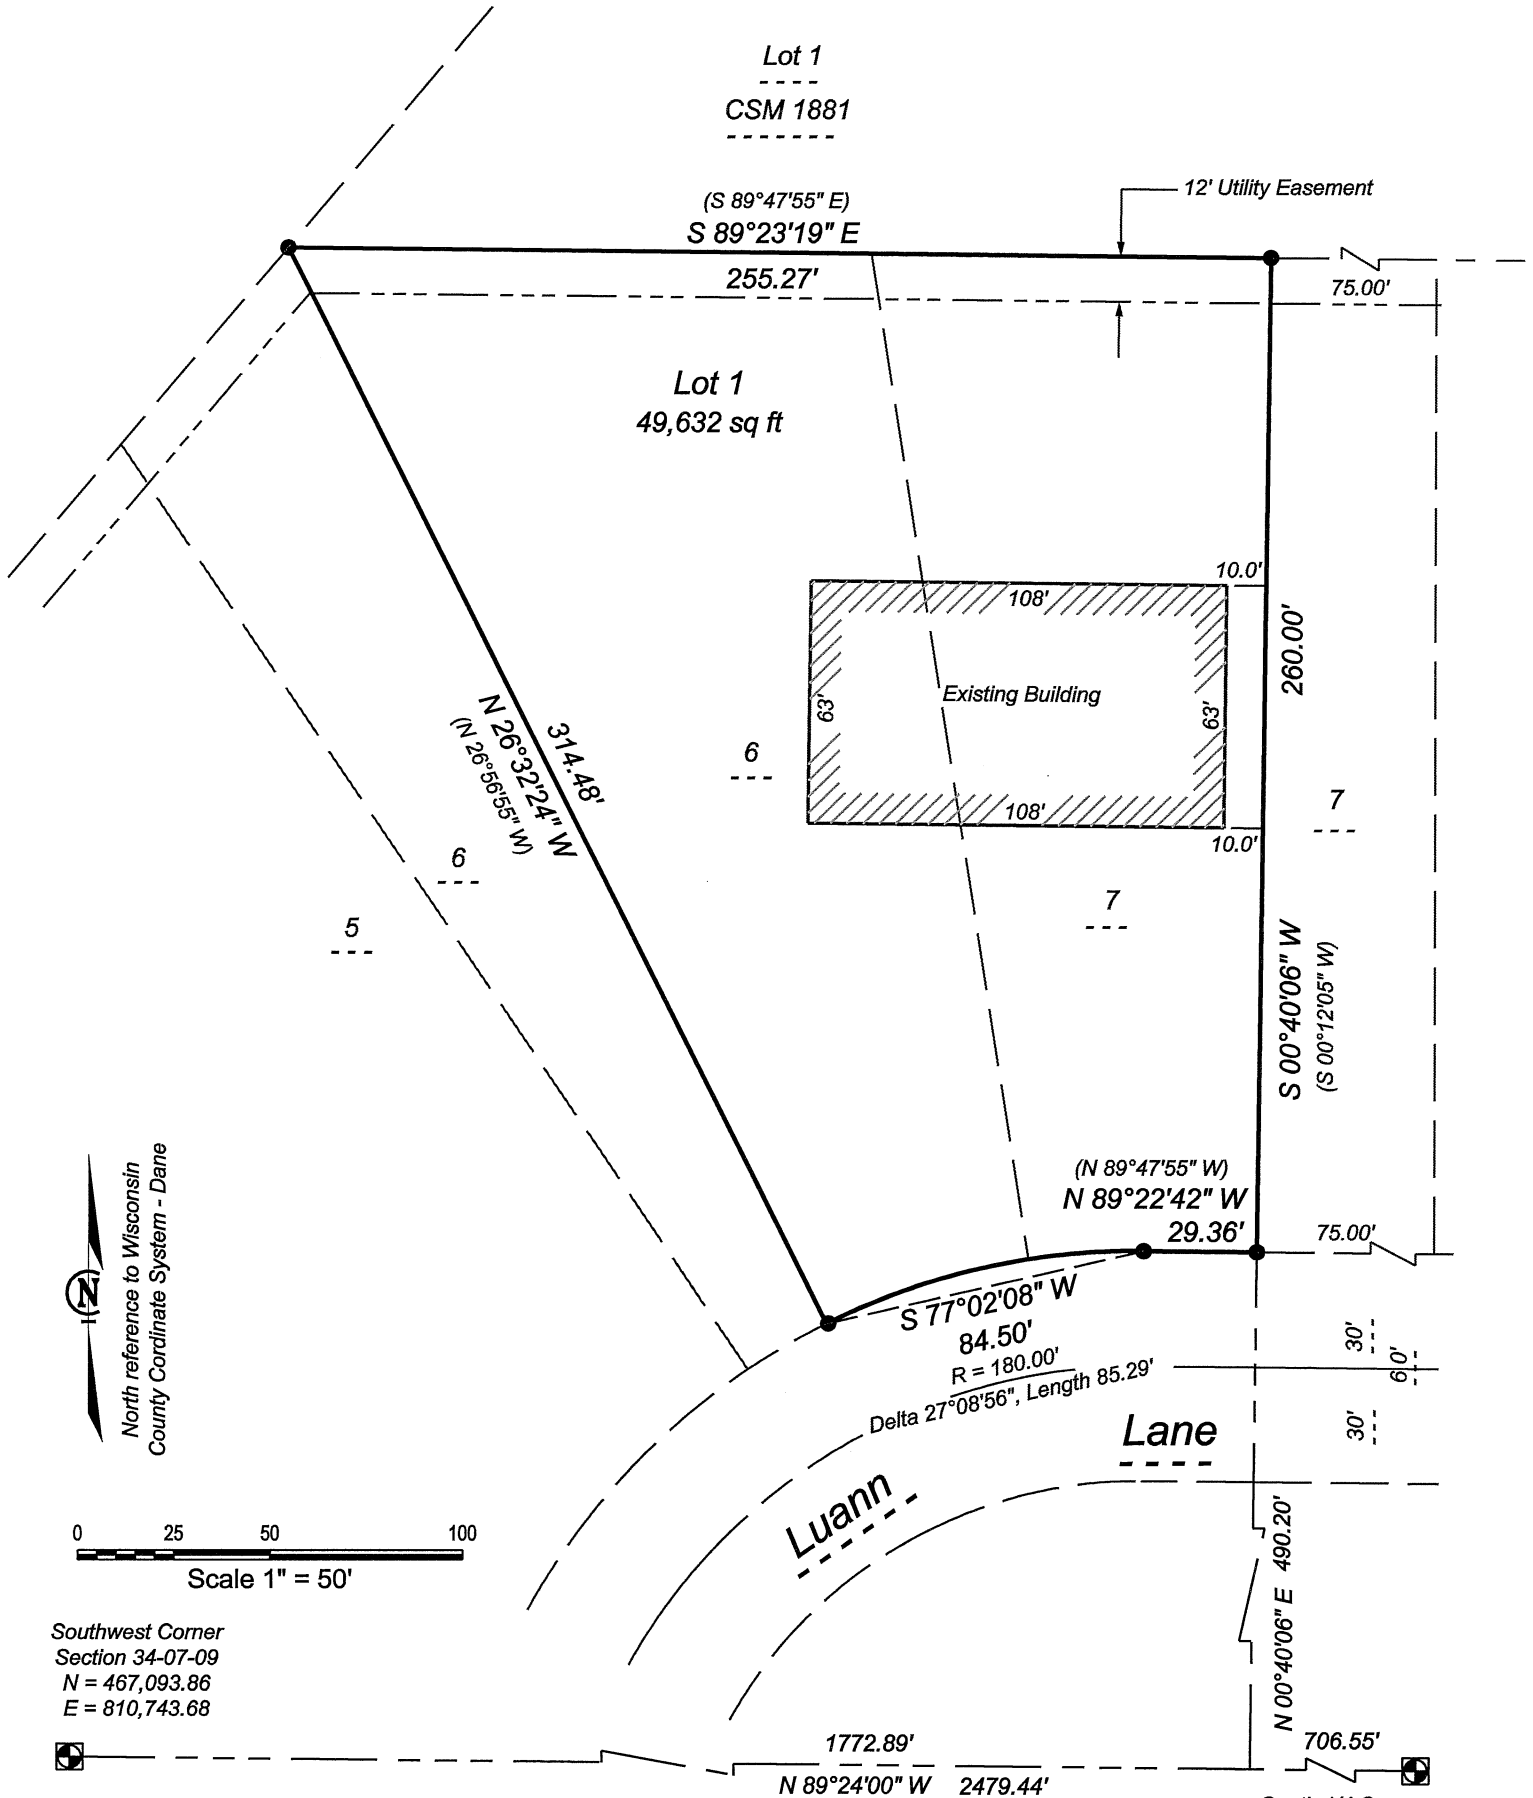 Lot 1
CSM 1881
12' Utility Easement
(S 89°47'55" E)
S 89°23'19" E
255.27'
75.00'
Lot 1
49,632 sq ft
10.0'
108'
260.00'
Existing Building
63'
63'
314.48'
N 26°32'24" W
(N 26°56'55" W)
6
7
108'
10.0'
6
7
5
S 00°40'06" W
(S 00°12'05" W)
(N 89°47'55" W)
N 89°22'42" W
29.36'
75.00'
North reference to Wisconsin
County Cordinate System - Dane
N
S 77°02'08" W
84.50'
R = 180.00'
Delta 27°08'56", Length 85.29'
30'
60'
30'
Luann
Lane
0 25 50 100
Scale 1" = 50'
N 00°40'06" E 490.20'
Southwest Corner
Section 34-07-09
N = 467,093.86
E = 810,743.68
1772.89'
706.55'
N 89°24'00" W 2479.44'